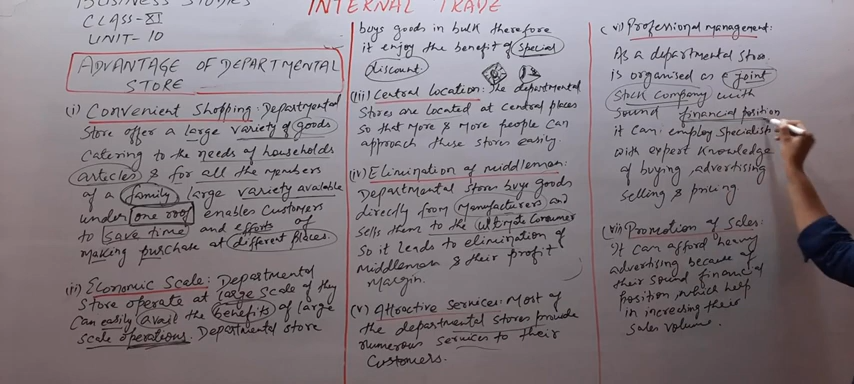 BUSINESS STUDIES
CLASS-XI
UNIT-10
INTERNAL TRADE
ADVANTAGE OF DEPARTMENTAL
STORE
(i) Convenient Shopping: Departmental
Store offer a large variety of goods
catering to the needs of households
articles & for all the members
of a family large variety available
under one roof enables customers
to save time and efforts of
making purchase at different places.
(ii) Economic Scale: Departmental
Store operate at large scale of they
can easily avail the benefits of large
scale operations. Departmental store
buys goods in bulk therefore
it enjoy the benefit of special
discount
(iii) Central location: The departmental
Stores are located at central places
so that more & more people can
approach these stores easily.
(iv) Elimination of middleman:
Departmental store buys goods
directly from manufacturers and
sells them to the ultimate consumer
so it leads to elimination of
middleman & their profit
margin.
(v) Attractive services: Most of
the departmental stores provide
numerous services to their
customers.
(vi) Professional management:
As a departmental store
is organised as a joint
stock company with
sound financial position
it can employ specialists
with expert knowledge
of buying, advertising
selling & pricing
(vii) Promotion of sales:
It can afford heavy
advertising because of
their sound financial
position which help
in increasing their
sales volume.